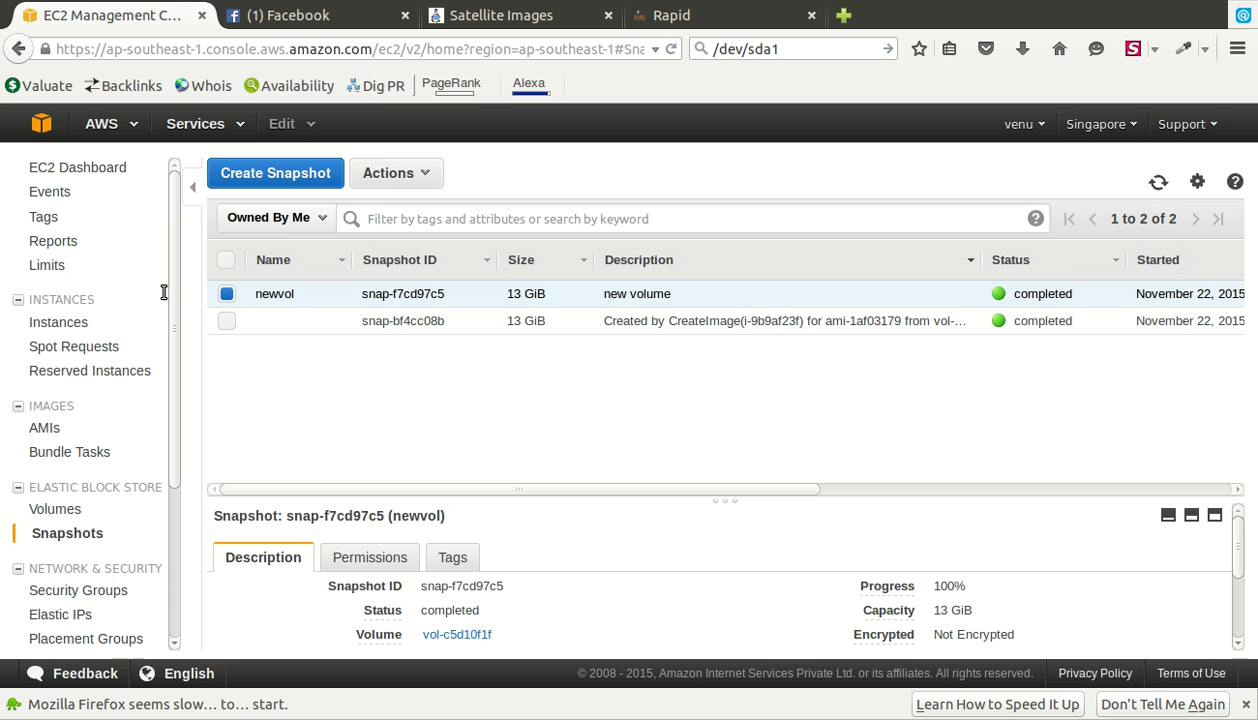 EC2 Management C...
(1) Facebook
Satellite Images
Rapid
https://ap-southeast-1.console.aws.amazon.com/ec2/v2/home?region=ap-southeast-1#Sna
/dev/sda1
Valuate
Backlinks
Whois
Availability
Dig PR
PageRank
Alexa
AWS
Services
Edit
venu
Singapore
Support
EC2 Dashboard
Events
Tags
Reports
Limits
INSTANCES
Instances
Spot Requests
Reserved Instances
IMAGES
AMIs
Bundle Tasks
ELASTIC BLOCK STORE
Volumes
Snapshots
NETWORK & SECURITY
Security Groups
Elastic IPs
Placement Groups
Create Snapshot
Actions
Owned By Me
Filter by tags and attributes or search by keyword
1 to 2 of 2
Name Snapshot ID Size Description Status Started
newvol snap-f7cd97c5 13 GiB new volume completed November 22, 2015
snap-bf4cc08b 13 GiB Created by CreateImage(i-9b9af23f) for ami-1af03179 from vol-... completed November 22, 2015
Snapshot: snap-f7cd97c5 (newvol)
Description
Permissions
Tags
Snapshot ID snap-f7cd97c5
Status completed
Volume vol-c5d10f1f
Progress 100%
Capacity 13 GiB
Encrypted Not Encrypted
Feedback
English
© 2008 - 2015, Amazon Internet Services Private Ltd. or its affiliates. All rights reserved.
Privacy Policy
Terms of Use
Mozilla Firefox seems slow... to... start.
Learn How to Speed It Up
Don't Tell Me Again